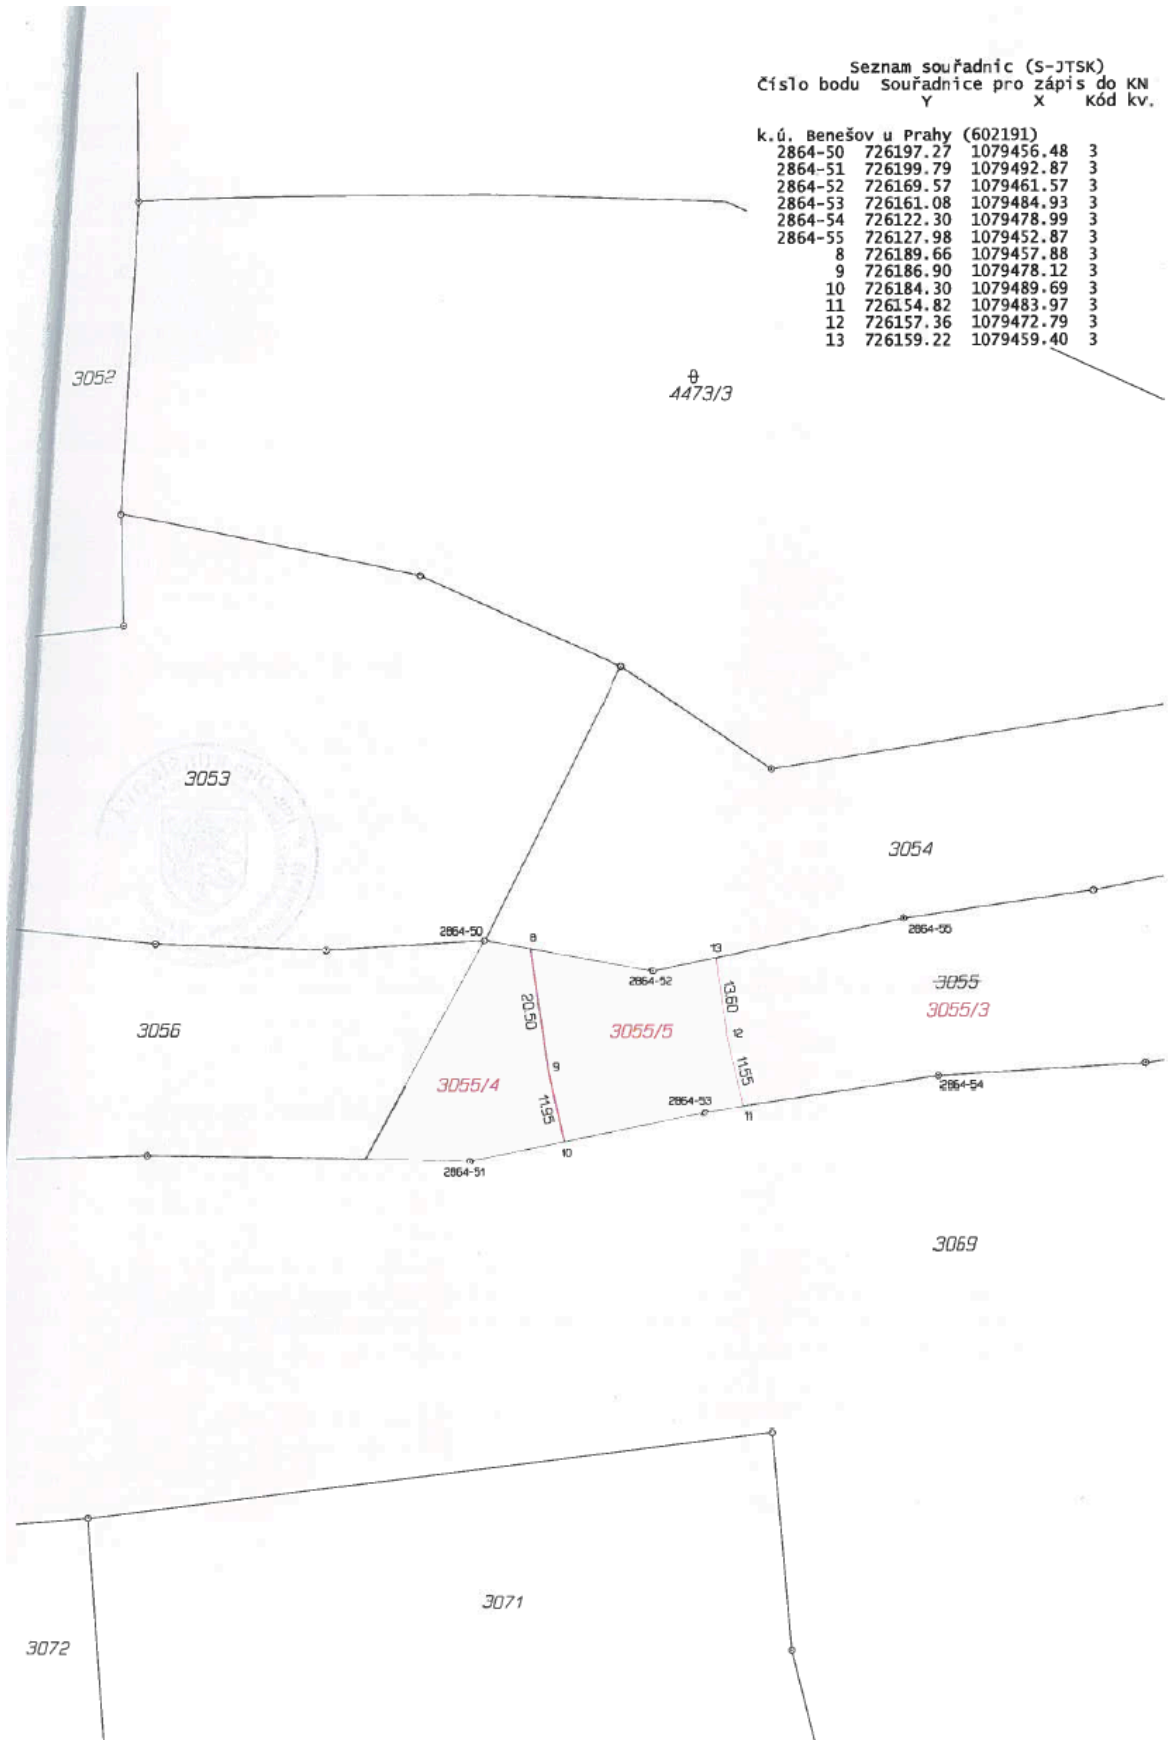 Seznam souřadnic (S-JTSK)
Číslo bodu Souřadnice pro zápis do KN
Y X Kód kv.
k.ú. Benešov u Prahy (602191)
2864-50 726197.27 1079456.48 3
2864-51 726199.79 1079492.87 3
2864-52 726169.57 1079461.57 3
2864-53 726161.08 1079484.93 3
2864-54 726122.30 1079478.99 3
2864-55 726127.98 1079452.87 3
8 726189.66 1079457.88 3
9 726186.90 1079478.12 3
10 726184.30 1079489.69 3
11 726154.82 1079483.97 3
12 726157.36 1079472.79 3
13 726159.22 1079459.40 3
3052
4473/3
3053
3054
2864-50
8
13
2864-55
2864-52
3055
3055/3
20.50
13.60
3056
3055/5
12
9
11.55
3055/4
2864-54
11.95
2864-53
11
10
2864-51
3069
3071
3072